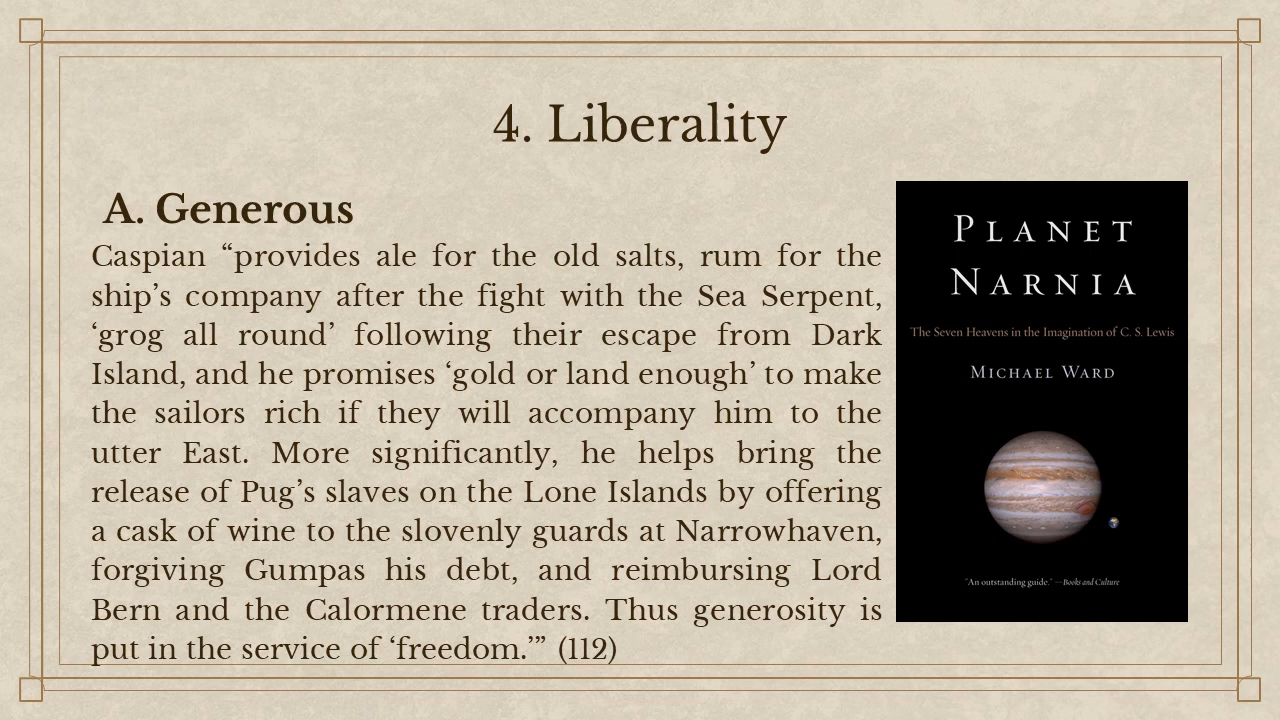 4. Liberality
A. Generous
Caspian “provides ale for the old salts, rum for the
ship’s company after the fight with the Sea Serpent,
‘grog all round’ following their escape from Dark
Island, and he promises ‘gold or land enough’ to make
the sailors rich if they will accompany him to the
utter East. More significantly, he helps bring the
release of Pug’s slaves on the Lone Islands by offering
a cask of wine to the slovenly guards at Narrowhaven,
forgiving Gumpas his debt, and reimbursing Lord
Bern and the Calormene traders. Thus generosity is
put in the service of ‘freedom.’” (112)
PLANET
NARNIA
The Seven Heavens in the Imagination of C. S. Lewis
MICHAEL WARD
"An outstanding guide." —Books and Culture